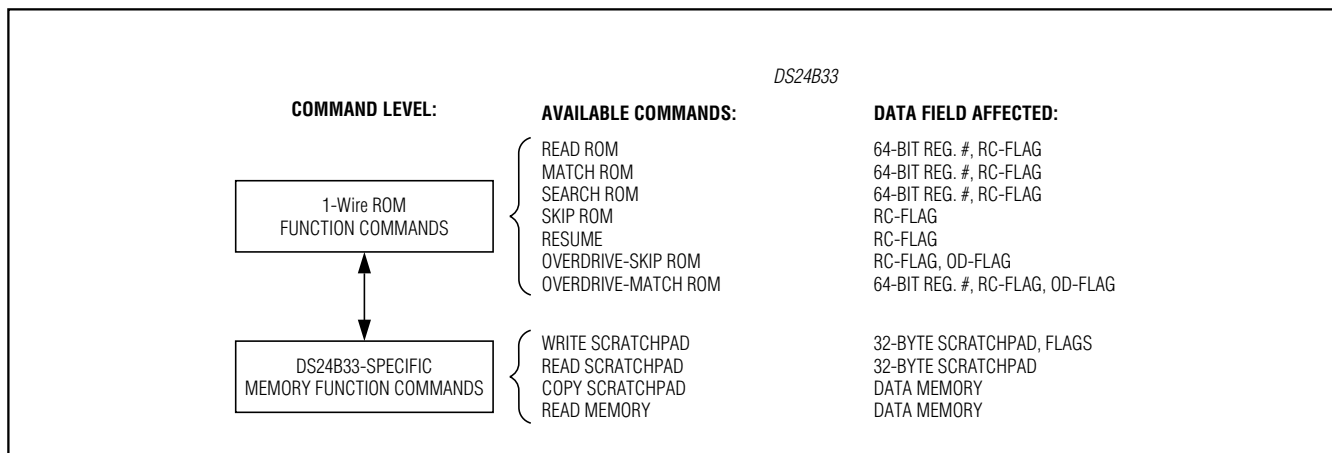 DS24B33
COMMAND LEVEL: AVAILABLE COMMANDS: DATA FIELD AFFECTED:
1-Wire ROM
FUNCTION COMMANDS
READ ROM 64-BIT REG. #, RC-FLAG
MATCH ROM 64-BIT REG. #, RC-FLAG
SEARCH ROM 64-BIT REG. #, RC-FLAG
SKIP ROM RC-FLAG
RESUME RC-FLAG
OVERDRIVE-SKIP ROM RC-FLAG, OD-FLAG
OVERDRIVE-MATCH ROM 64-BIT REG. #, RC-FLAG, OD-FLAG
DS24B33-SPECIFIC
MEMORY FUNCTION COMMANDS
WRITE SCRATCHPAD 32-BYTE SCRATCHPAD, FLAGS
READ SCRATCHPAD 32-BYTE SCRATCHPAD
COPY SCRATCHPAD DATA MEMORY
READ MEMORY DATA MEMORY